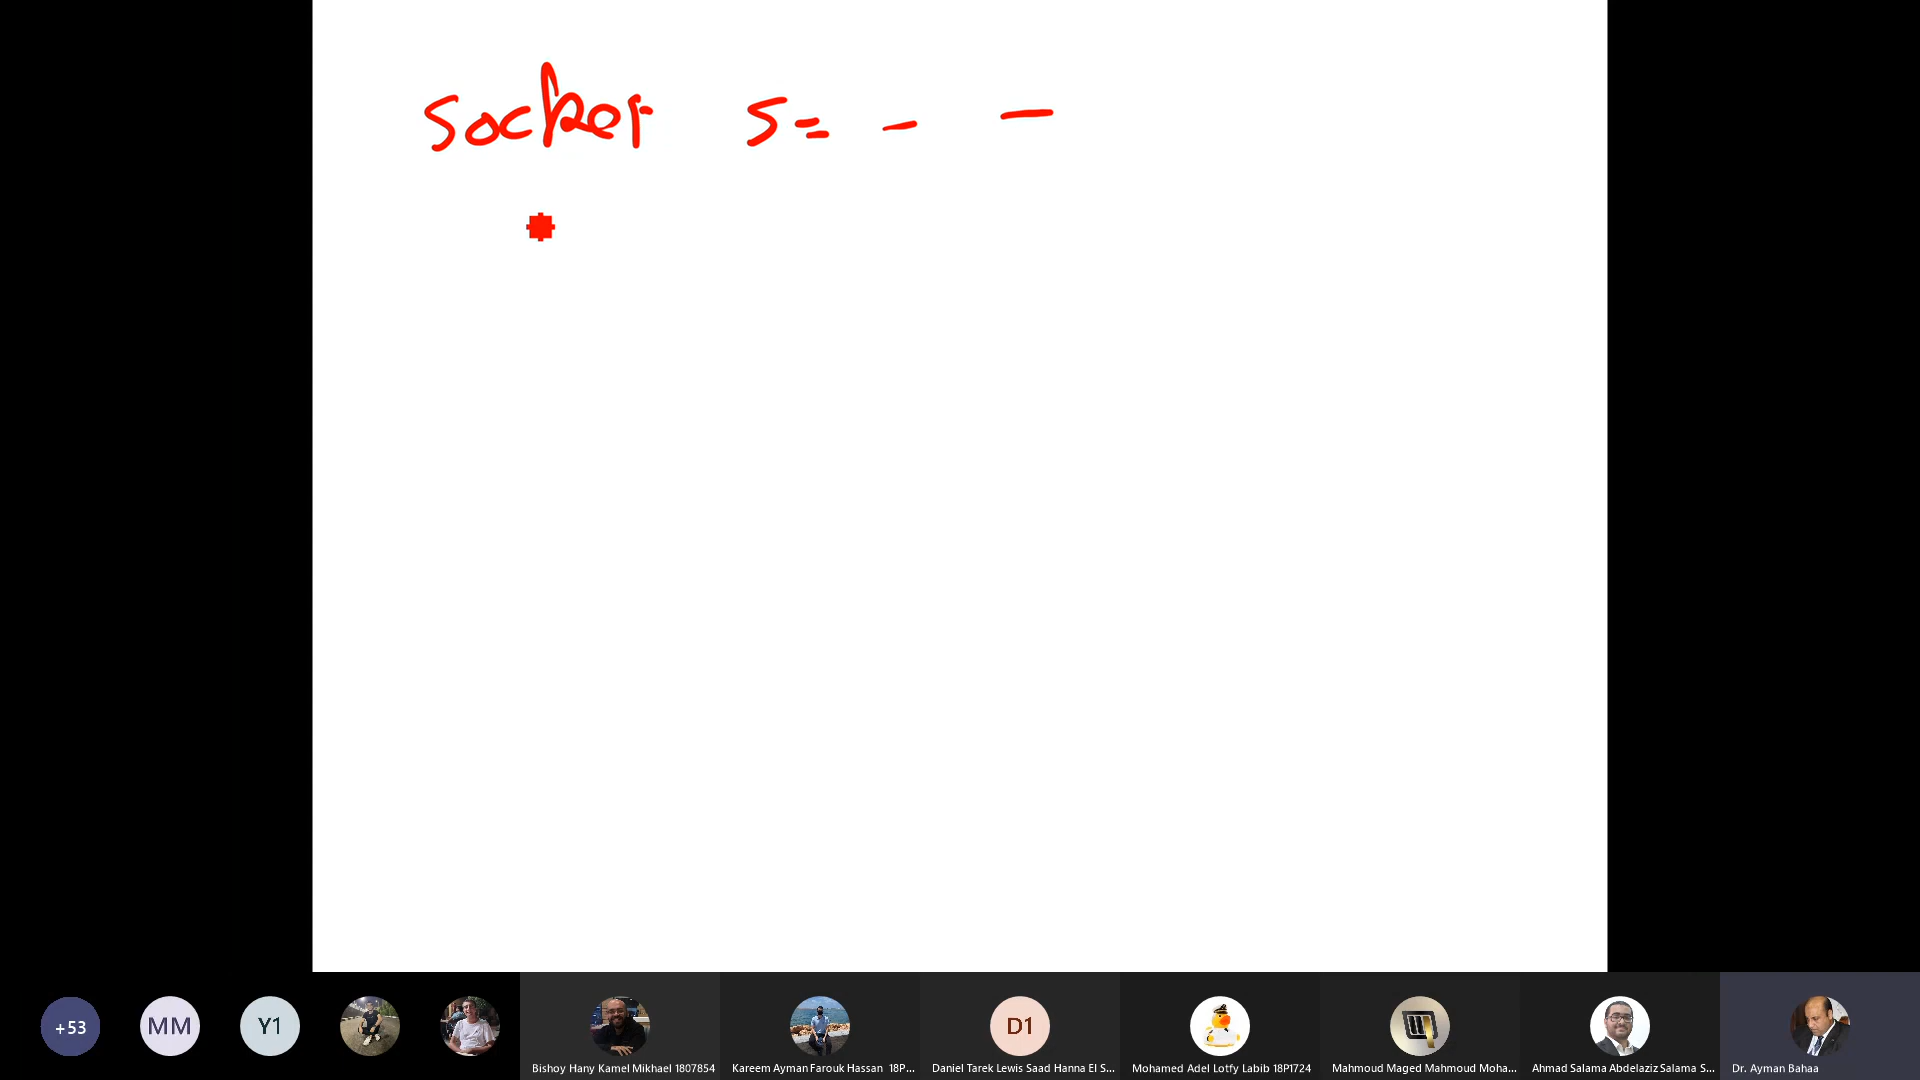 socket s= - -
+53
MM
Y1
D1
Bishoy Hany Kamel Mikhael 1807854
Kareem Ayman Farouk Hassan 18P...
Daniel Tarek Lewis Saad Hanna El S...
Mohamed Adel Lotfy Labib 18P1724
Mahmoud Maged Mahmoud Moha...
Ahmad Salama Abdelaziz Salama S...
Dr. Ayman Bahaa